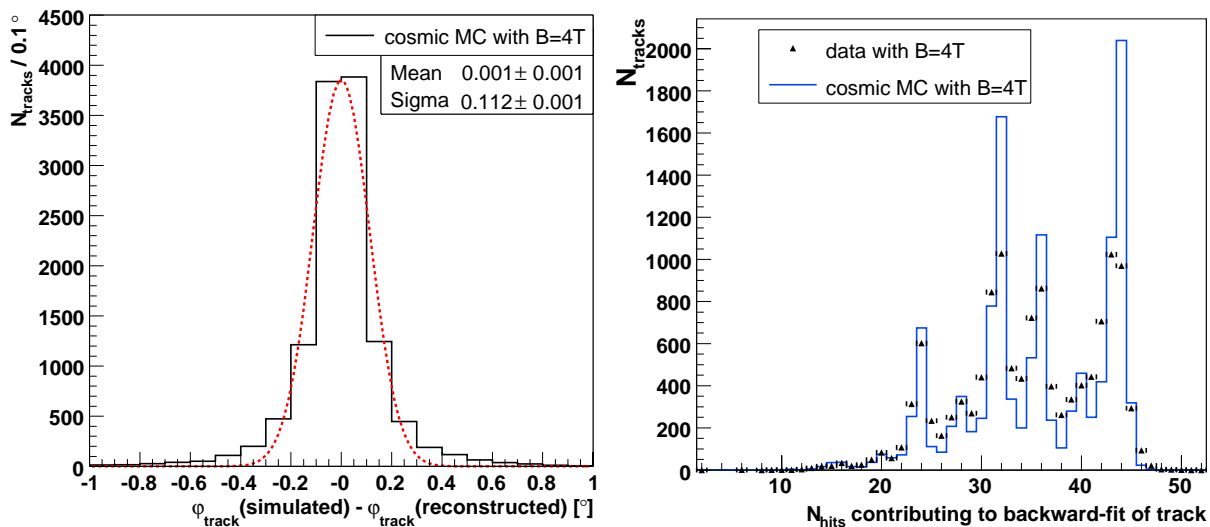 N_tracks / 0.1°
4500
4000
3500
3000
2500
2000
1500
1000
500
0
cosmic MC with B=4T
Mean 0.001± 0.001
Sigma 0.112± 0.001
-1 -0.8 -0.6 -0.4 -0.2 -0 0.2 0.4 0.6 0.8 1
φ_track(simulated) - φ_track(reconstructed) [°]
N_tracks
2000
1800
1600
1400
1200
1000
800
600
400
200
0
data with B=4T
cosmic MC with B=4T
10 20 30 40 50
N_hits contributing to backward-fit of track